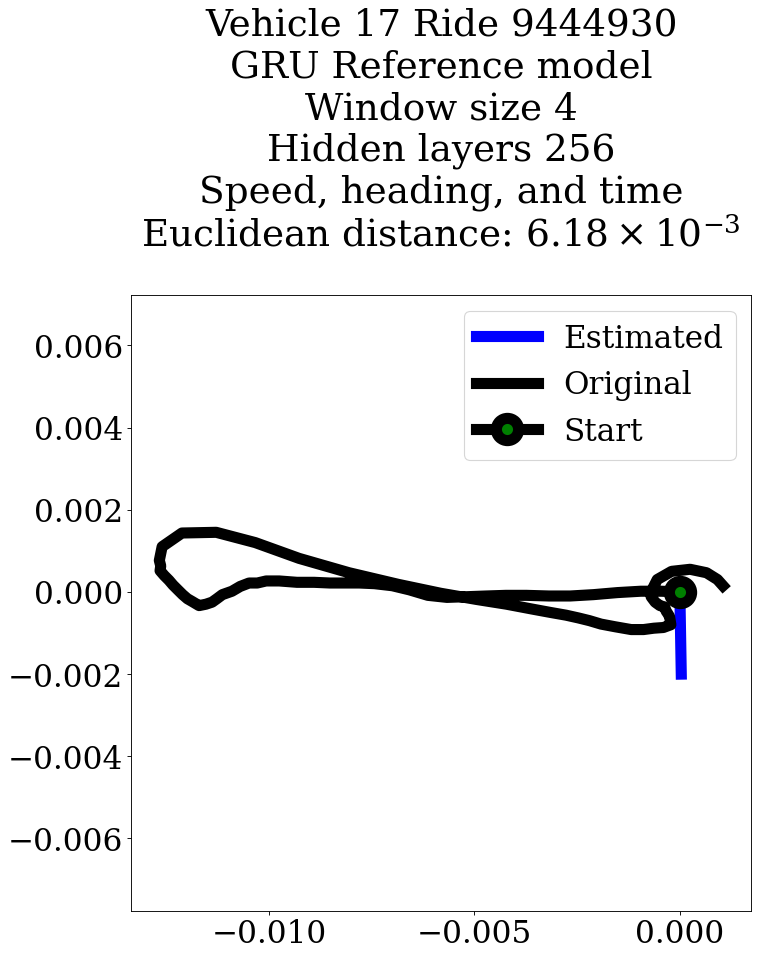 Vehicle 17 Ride 9444930
GRU Reference model
Window size 4
Hidden layers 256
Speed, heading, and time
Euclidean distance: 6.18 × 10⁻³
Estimated
Original
Start
0.006
0.004
0.002
0.000
−0.002
−0.004
−0.006
−0.010
−0.005
0.000